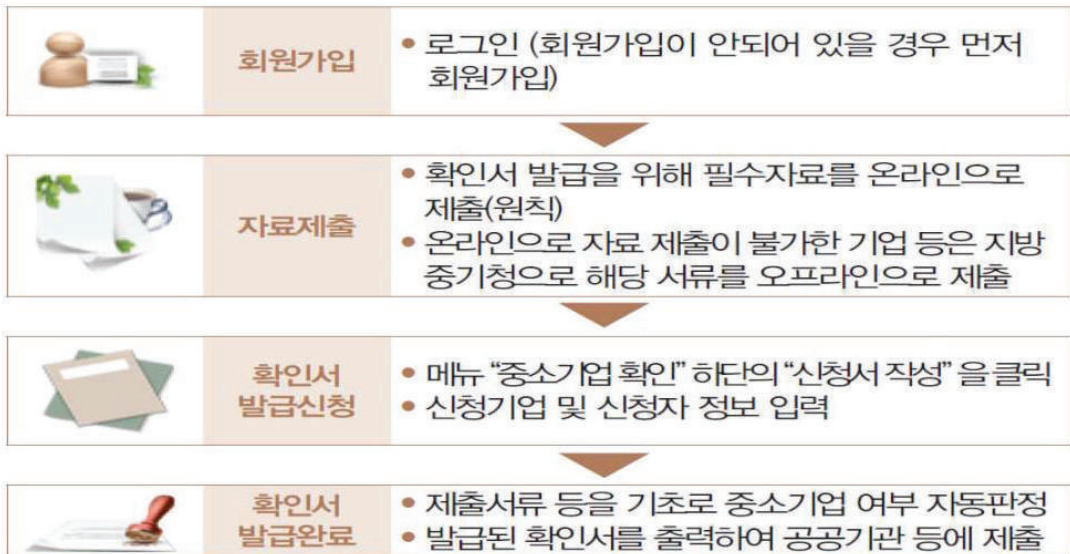 회원가입
• 로그인 (회원가입이 안되어 있을 경우 먼저
회원가입)
자료제출
• 확인서 발급을 위해 필수자료를 온라인으로
제출(원칙)
• 온라인으로 자료 제출이 불가한 기업 등은 지방
중기청으로 해당 서류를 오프라인으로 제출
확인서
발급신청
• 메뉴 “중소기업 확인” 하단의 “신청서 작성” 을 클릭
• 신청기업 및 신청자 정보 입력
확인서
발급완료
• 제출서류 등을 기초로 중소기업 여부 자동판정
• 발급된 확인서를 출력하여 공공기관 등에 제출